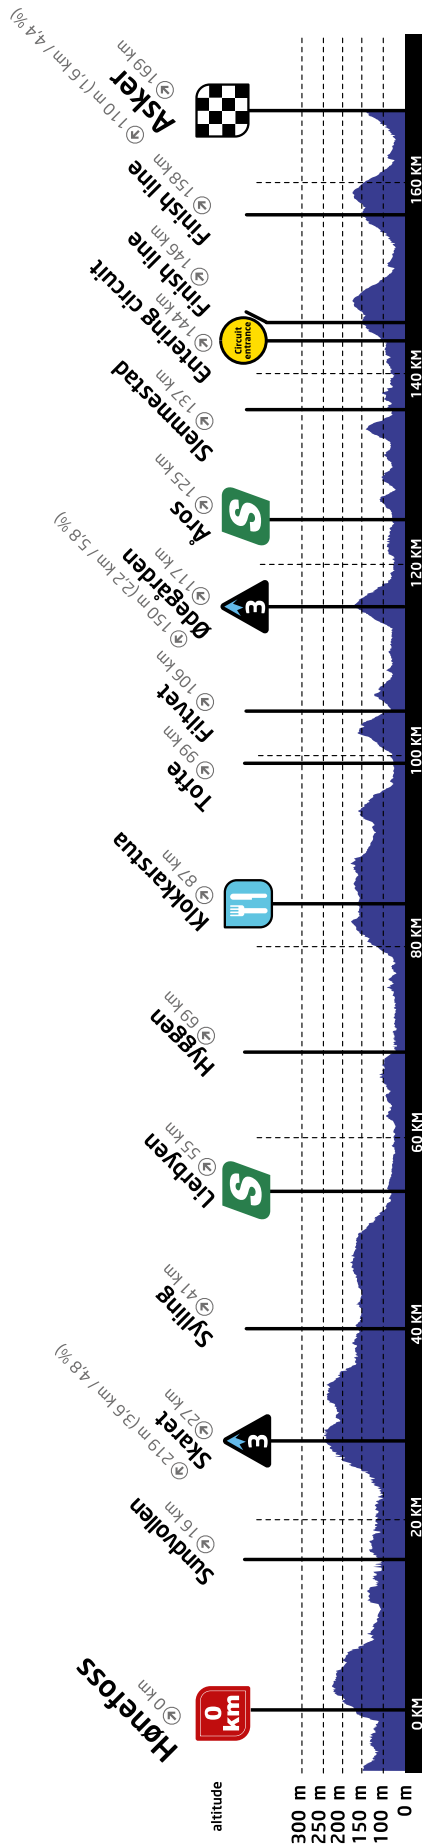 altitude
300 m
250 m
200 m
150 m
100 m
0 m
Hønefoss
0 km
0 km
Sundvollen
16 km
Skaret
27 km
219 m (3,6 km / 4,8 %)
3
Sylling
41 km
Lierbyen
55 km
S
Hyggen
69 km
Klokkarstua
87 km
Tofte
99 km
Filtvet
106 km
Ødegården
117 km
150 m (2,2 km / 5,8 %)
3
Åros
125 km
S
Slemmestad
137 km
Entering circuit
144 km
Circuit
entrance
Finish line
146 km
Finish line
158 km
Asker
169 km
110 m (1,6 km / 4,4 %)
0 KM
20 KM
40 KM
60 KM
80 KM
100 KM
120 KM
140 KM
160 KM